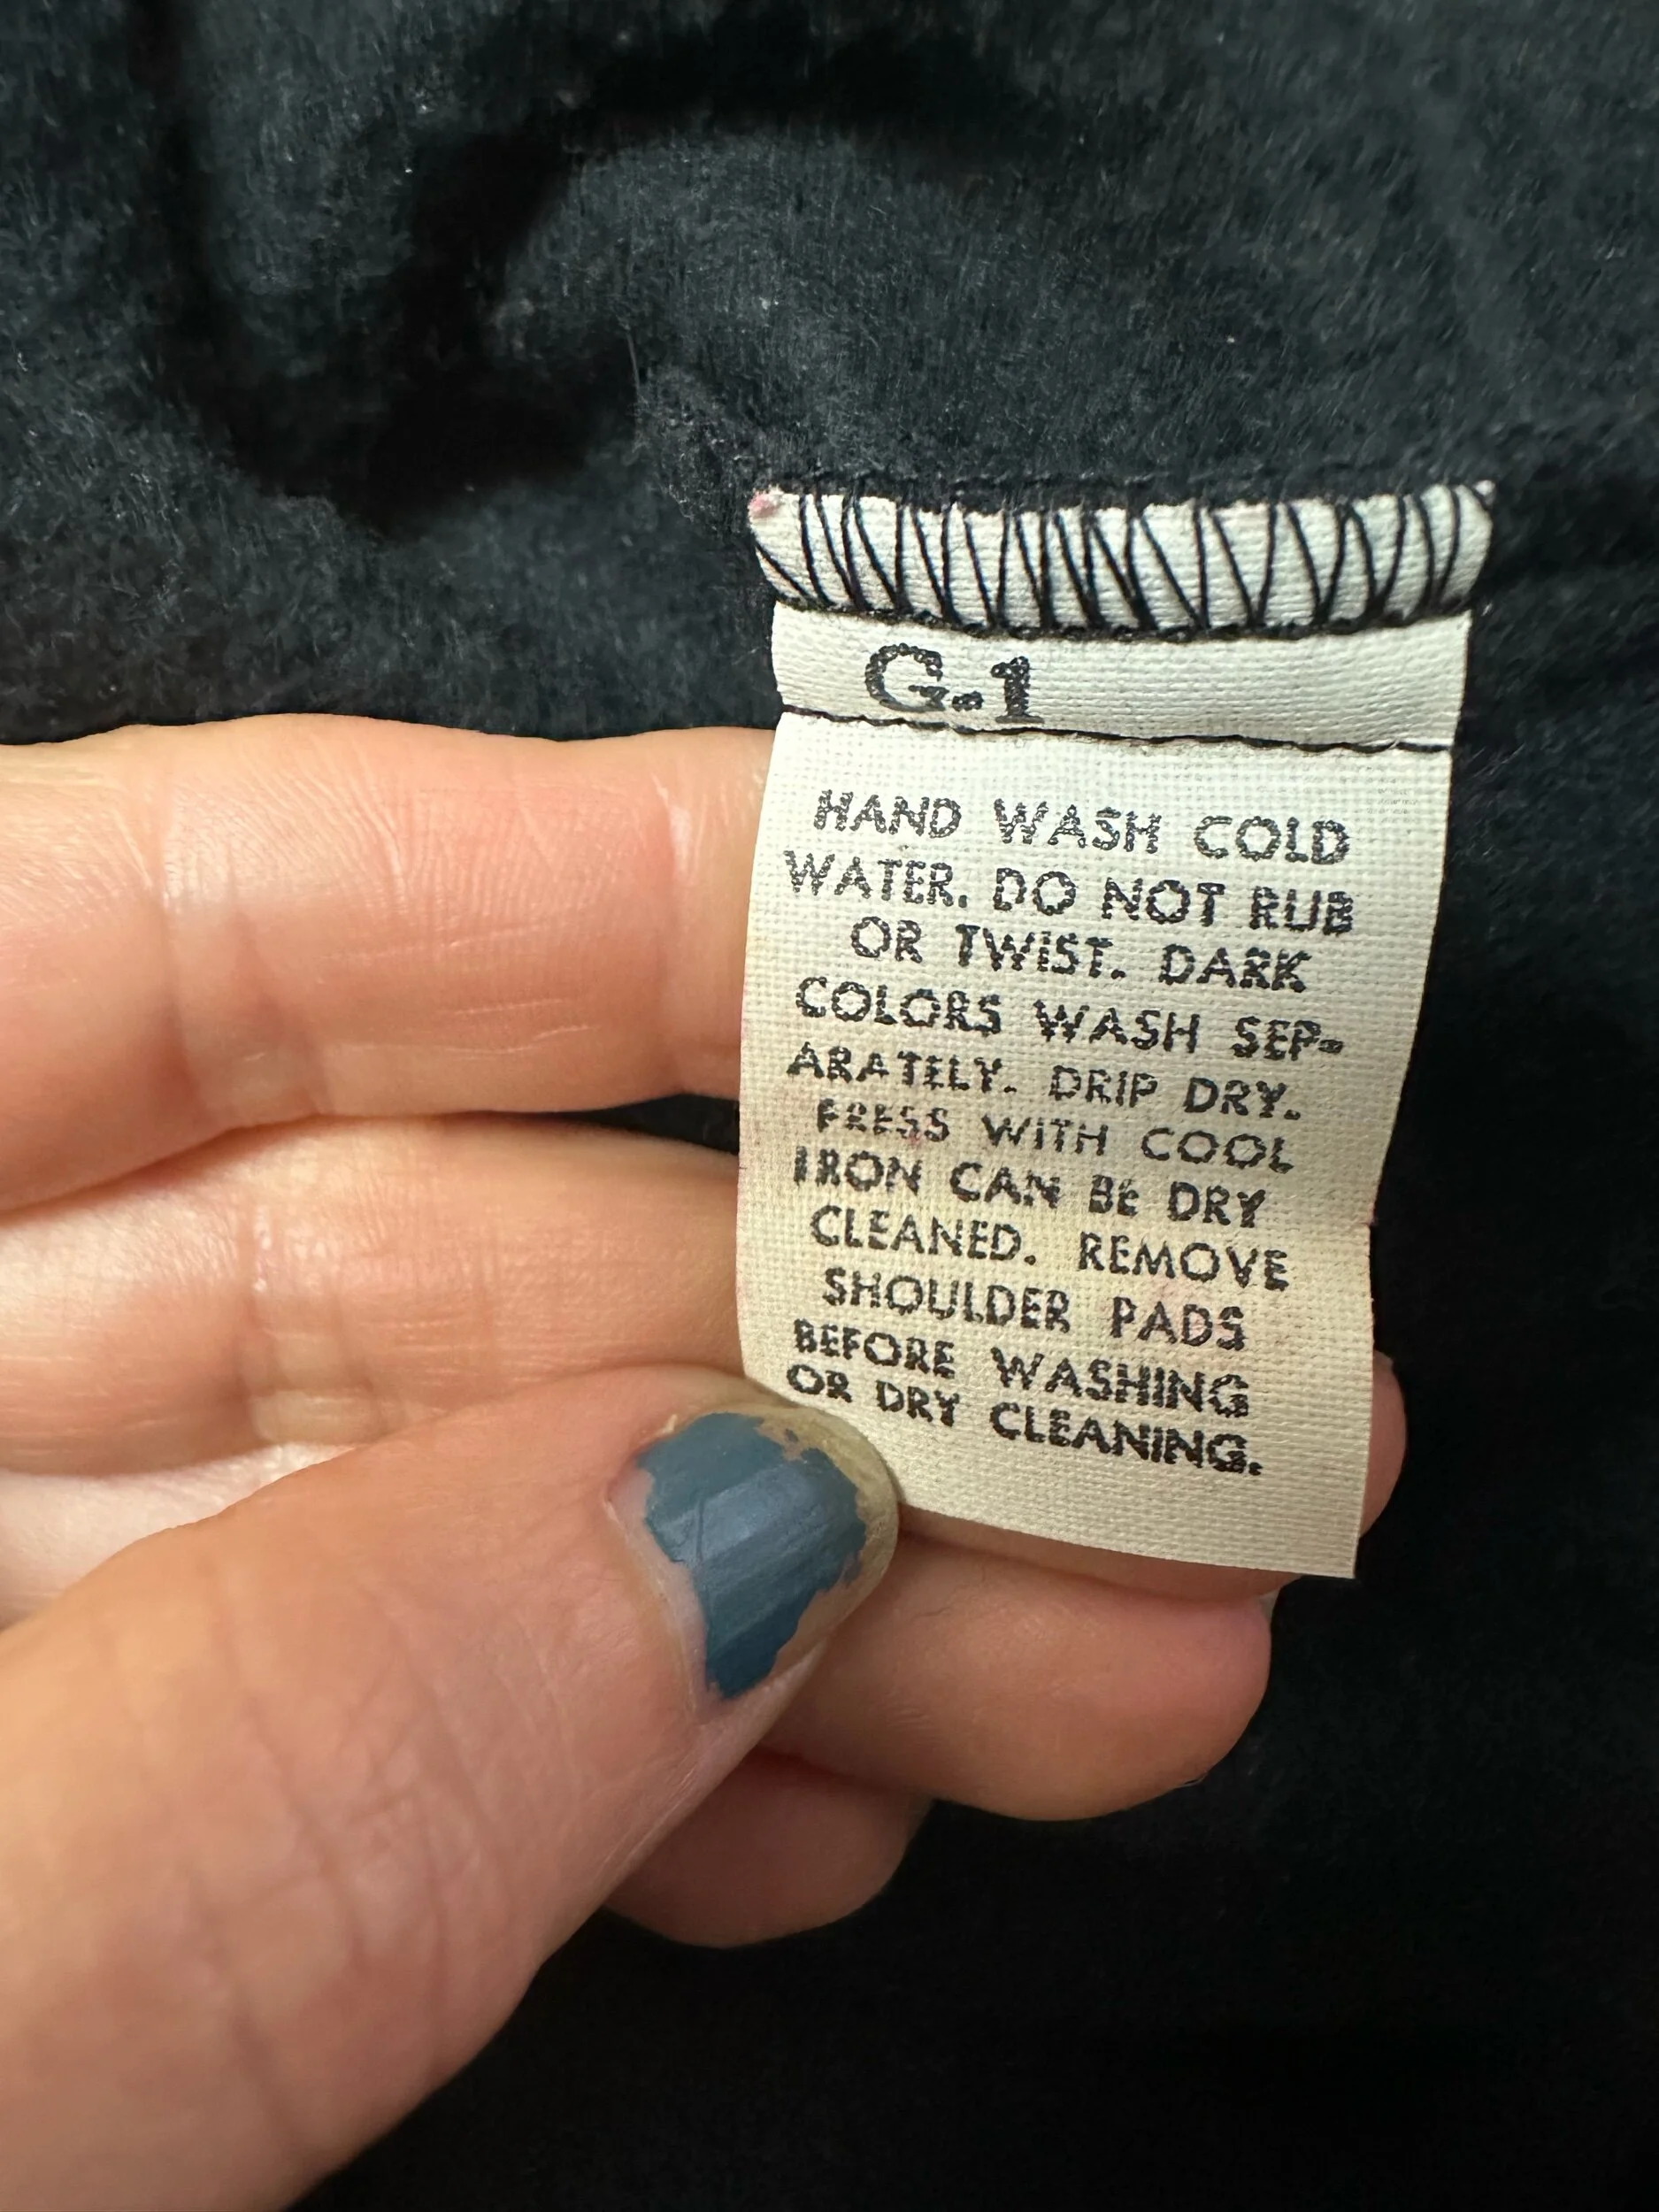 G-1
HAND WASH COLD
WATER. DO NOT RUB
OR TWIST. DARK
COLORS WASH SEP-
ARATELY. DRIP DRY.
PRESS WITH COOL
IRON CAN BE DRY
CLEANED. REMOVE
SHOULDER PADS
BEFORE WASHING
OR DRY CLEANING.